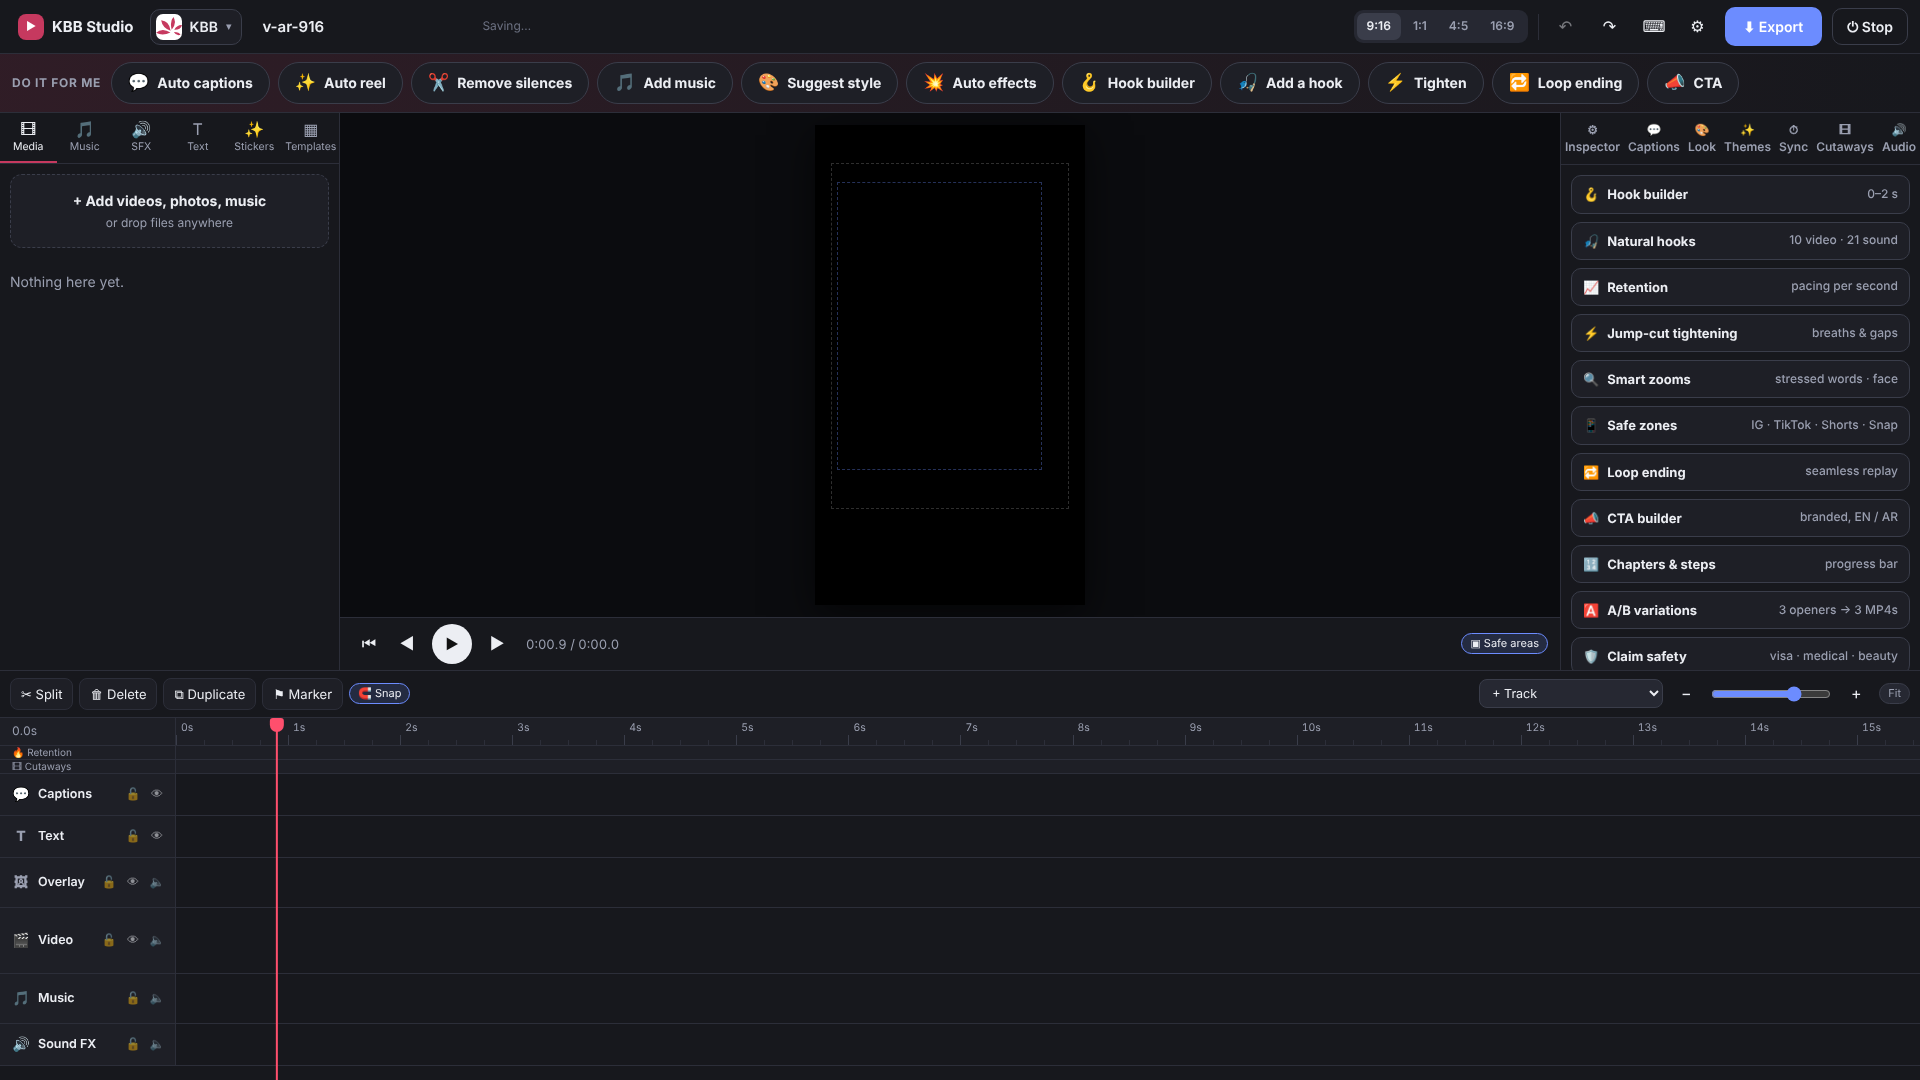 KBB Studio
KBB
v-ar-916
Saving...
9:16
1:1
4:5
16:9
Export
Stop
DO IT FOR ME
Auto captions
Auto reel
Remove silences
Add music
Suggest style
Auto effects
Hook builder
Add a hook
Tighten
Loop ending
CTA
Media
Music
SFX
Text
Stickers
Templates
+ Add videos, photos, music
or drop files anywhere
Nothing here yet.
0:00.9 / 0:00.0
Safe areas
Inspector
Captions
Look
Themes
Sync
Cutaways
Audio
Hook builder 0–2 s
Natural hooks 10 video · 21 sound
Retention pacing per second
Jump-cut tightening breaths & gaps
Smart zooms stressed words · face
Safe zones IG · TikTok · Shorts · Snap
Loop ending seamless replay
CTA builder branded, EN / AR
Chapters & steps progress bar
A/B variations 3 openers → 3 MP4s
Claim safety visa · medical · beauty
Split
Delete
Duplicate
Marker
Snap
+ Track
−
+
Fit
0.0s
0s 1s 2s 3s 4s 5s 6s 7s 8s 9s 10s 11s 12s 13s 14s 15s
Retention
Cutaways
Captions
T Text
Overlay
Video
Music
Sound FX